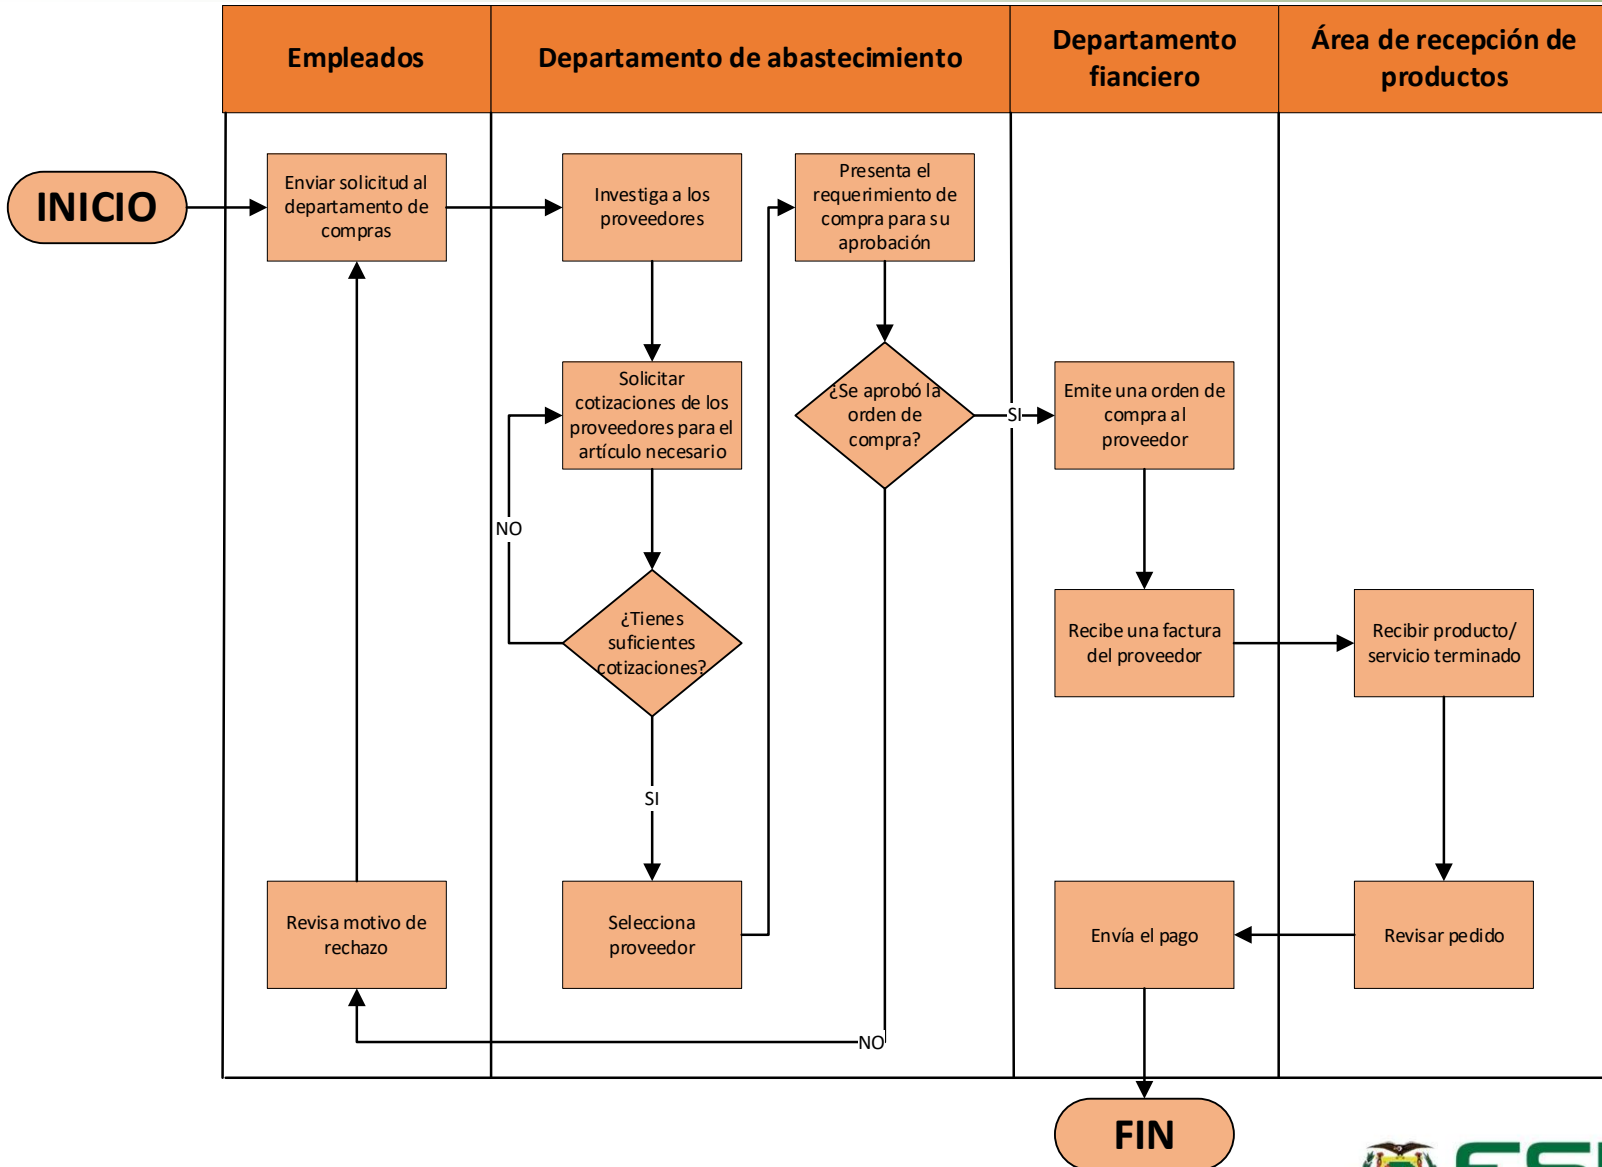 Empleados
Departamento de abastecimiento
Departamento
fianciero
Área de recepción de
productos
INICIO
Enviar solicitud al
departamento de
compras
Investiga a los
proveedores
Presenta el
requerimiento de
compra para su
aprobación
Solicitar
cotizaciones de los
proveedores para el
artículo necesario
¿Se aprobó la
orden de
compra?
SI
Emite una orden de
compra al
proveedor
NO
¿Tienes
suficientes
cotizaciones?
Recibe una factura
del proveedor
Recibir producto/
servicio terminado
SI
Revisa motivo de
rechazo
Selecciona
proveedor
Envía el pago
Revisar pedido
NO
FIN